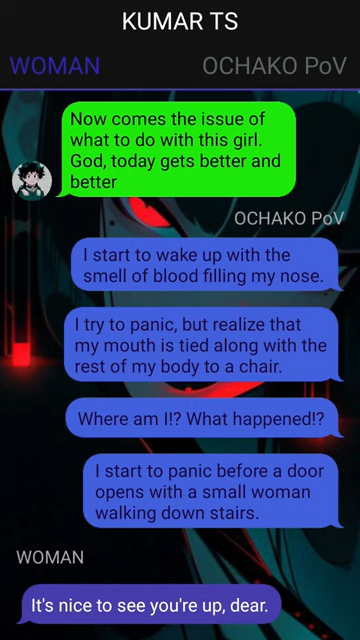 KUMAR TS
WOMAN
OCHAKO PoV
Now comes the issue of
what to do with this girl.
God, today gets better and
better
OCHAKO PoV
I start to wake up with the
smell of blood filling my nose.
I try to panic, but realize that
my mouth is tied along with the
rest of my body to a chair.
Where am I!? What happened!?
I start to panic before a door
opens with a small woman
walking down stairs.
WOMAN
It's nice to see you're up, dear.